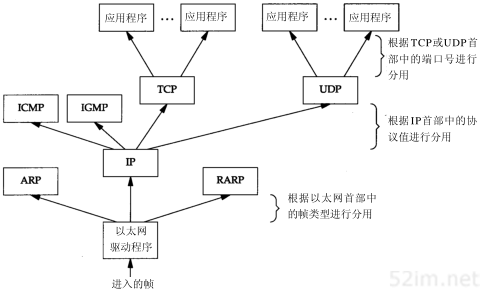 应用程序 … 应用程序 应用程序 … 应用程序
根据TCP或UDP首
部中的端口号进行
分用
TCP UDP
ICMP IGMP
根据IP首部中的协
议值进行分用
IP
ARP RARP
根据以太网首部中
的帧类型进行分用
以太网
驱动程序
进入的帧
52im.net